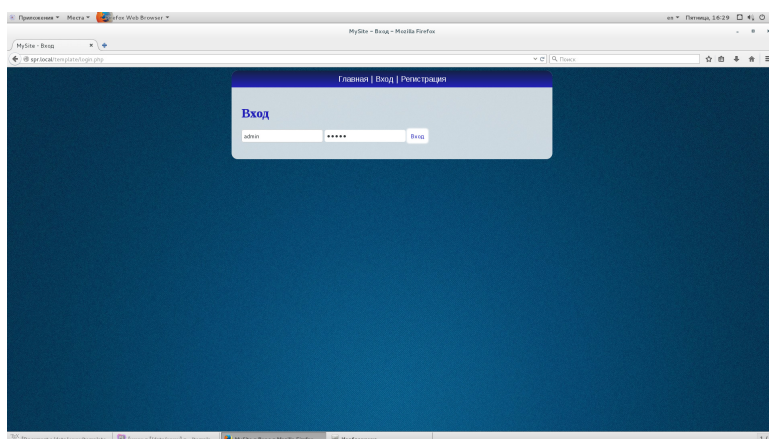 Приложения Места Firefox Web Browser en Пятница, 16:29
MySite - Вход - Mozilla Firefox
MySite - Вход
spr.local/template/login.php Поиск
Главная | Вход | Регистрация
Вход
admin ••••• Вход